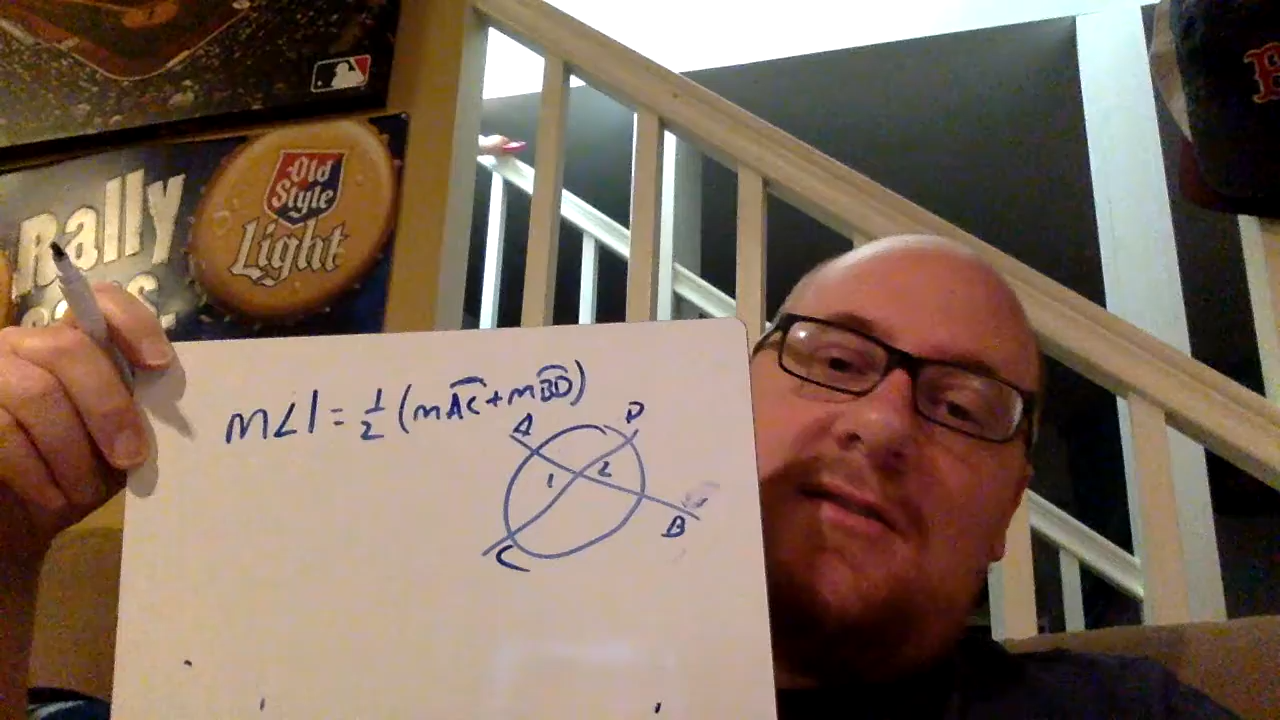 Rally
Old
Style
Light
m∠1 = 1/2 (mAC + mBD)
A
D
1
2
B
C